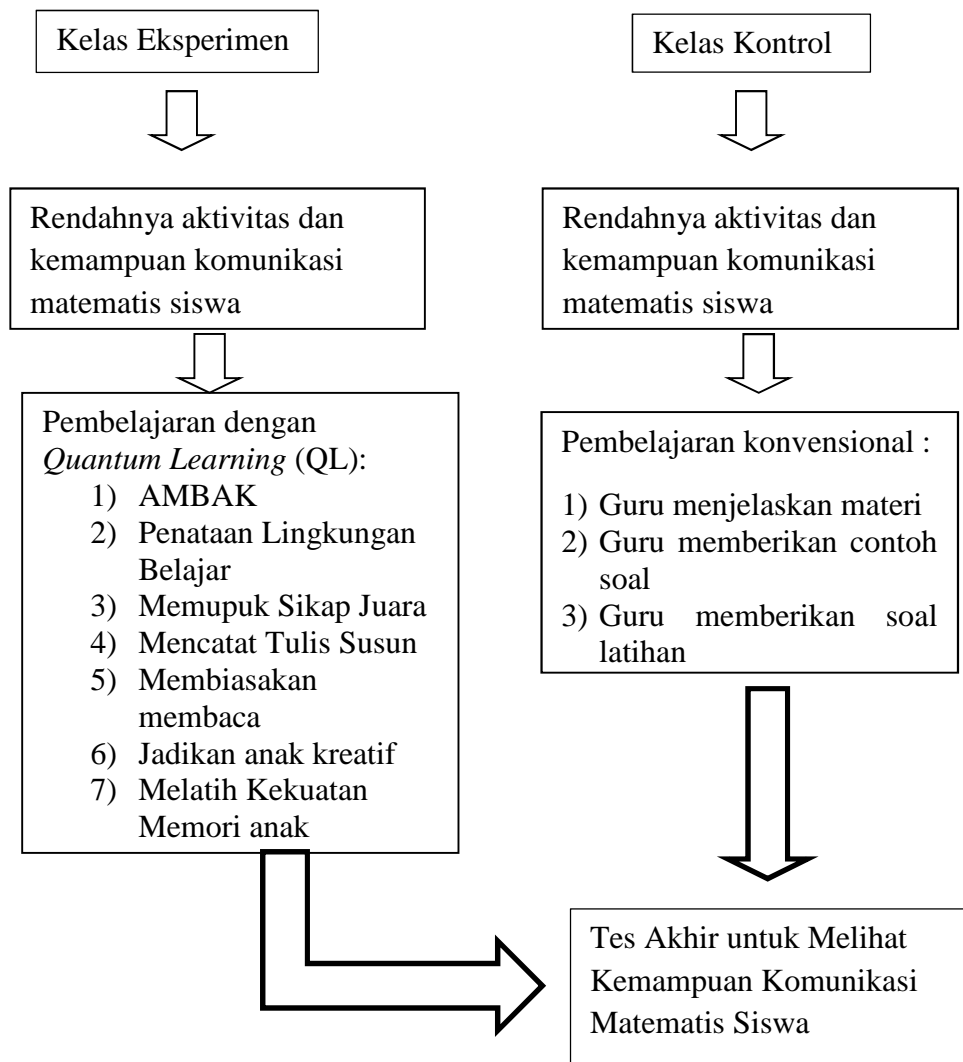 Kelas Eksperimen
Kelas Kontrol
Rendahnya aktivitas dan
kemampuan komunikasi
matematis siswa
Rendahnya aktivitas dan
kemampuan komunikasi
matematis siswa
Pembelajaran dengan
Quantum Learning (QL):
1) AMBAK
2) Penataan Lingkungan
Belajar
3) Memupuk Sikap Juara
4) Mencatat Tulis Susun
5) Membiasakan
membaca
6) Jadikan anak kreatif
7) Melatih Kekuatan
Memori anak
Pembelajaran konvensional :
1) Guru menjelaskan materi
2) Guru memberikan contoh
soal
3) Guru memberikan soal
latihan
Tes Akhir untuk Melihat
Kemampuan Komunikasi
Matematis Siswa